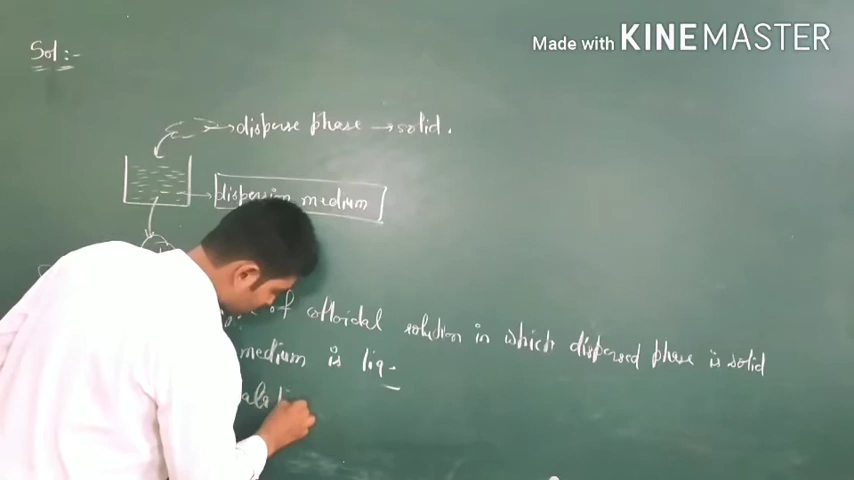 Made with KINEMASTER
Sol :-
disperse phase → solid.
dispersion medium
of colloidal solution in which dispersed phase is solid
medium is liq.